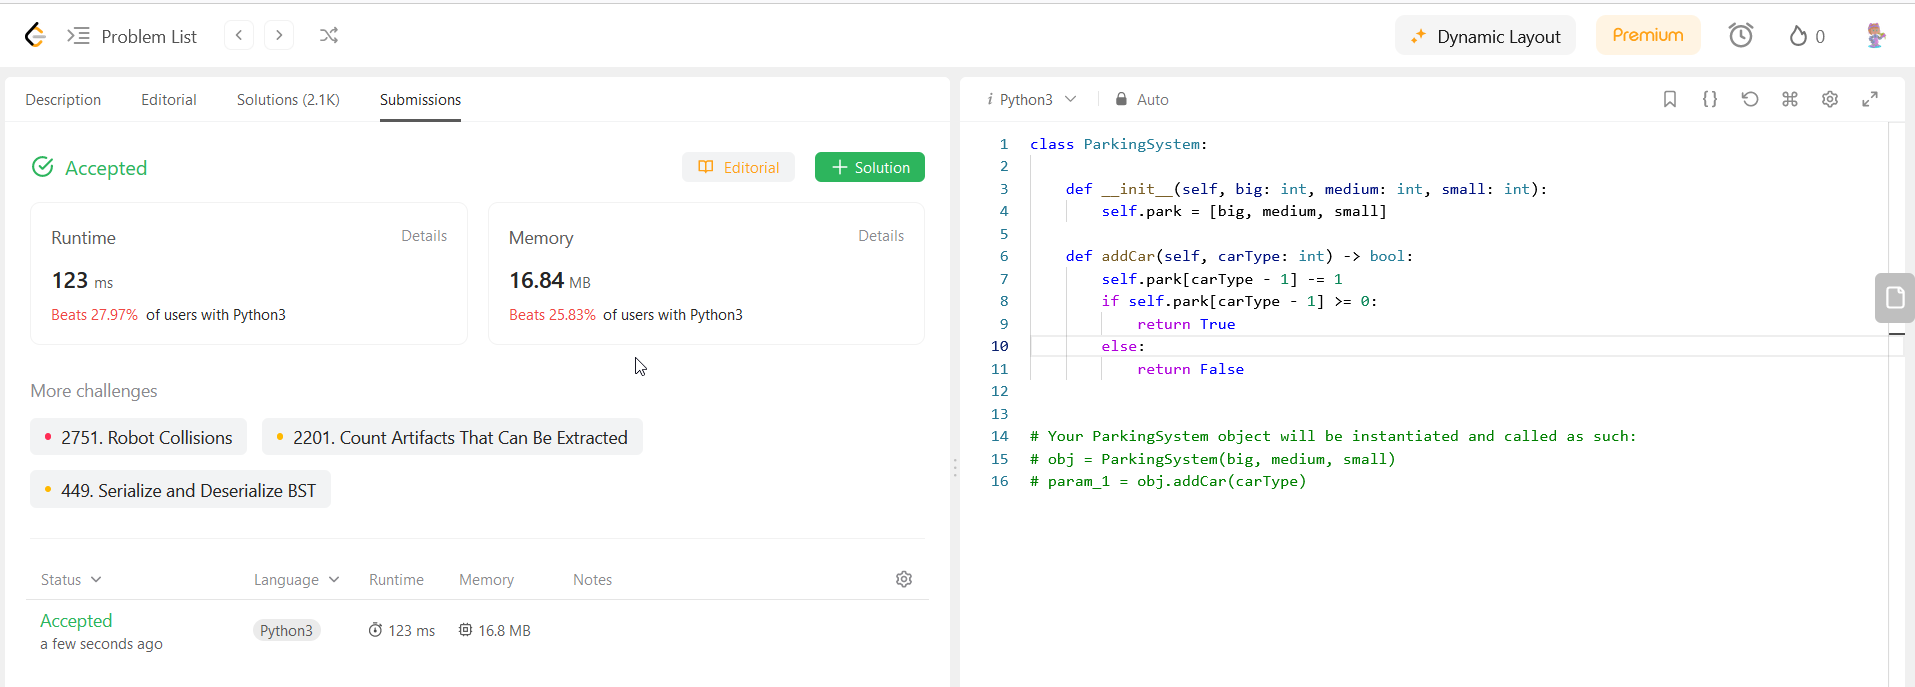 Problem List
Dynamic Layout
Premium
0
Description Editorial Solutions (2.1K) Submissions
Accepted
Editorial
Solution
Runtime Details
123 ms
Beats 27.97% of users with Python3
Memory Details
16.84 MB
Beats 25.83% of users with Python3
More challenges
2751. Robot Collisions
2201. Count Artifacts That Can Be Extracted
449. Serialize and Deserialize BST
Status Language Runtime Memory Notes
Accepted
a few seconds ago
Python3 123 ms 16.8 MB
i Python3 Auto
1 class ParkingSystem:
2
3     def __init__(self, big: int, medium: int, small: int):
4         self.park = [big, medium, small]
5
6     def addCar(self, carType: int) -> bool:
7         self.park[carType - 1] -= 1
8         if self.park[carType - 1] >= 0:
9             return True
10         else:
11             return False
12
13
14 # Your ParkingSystem object will be instantiated and called as such:
15 # obj = ParkingSystem(big, medium, small)
16 # param_1 = obj.addCar(carType)